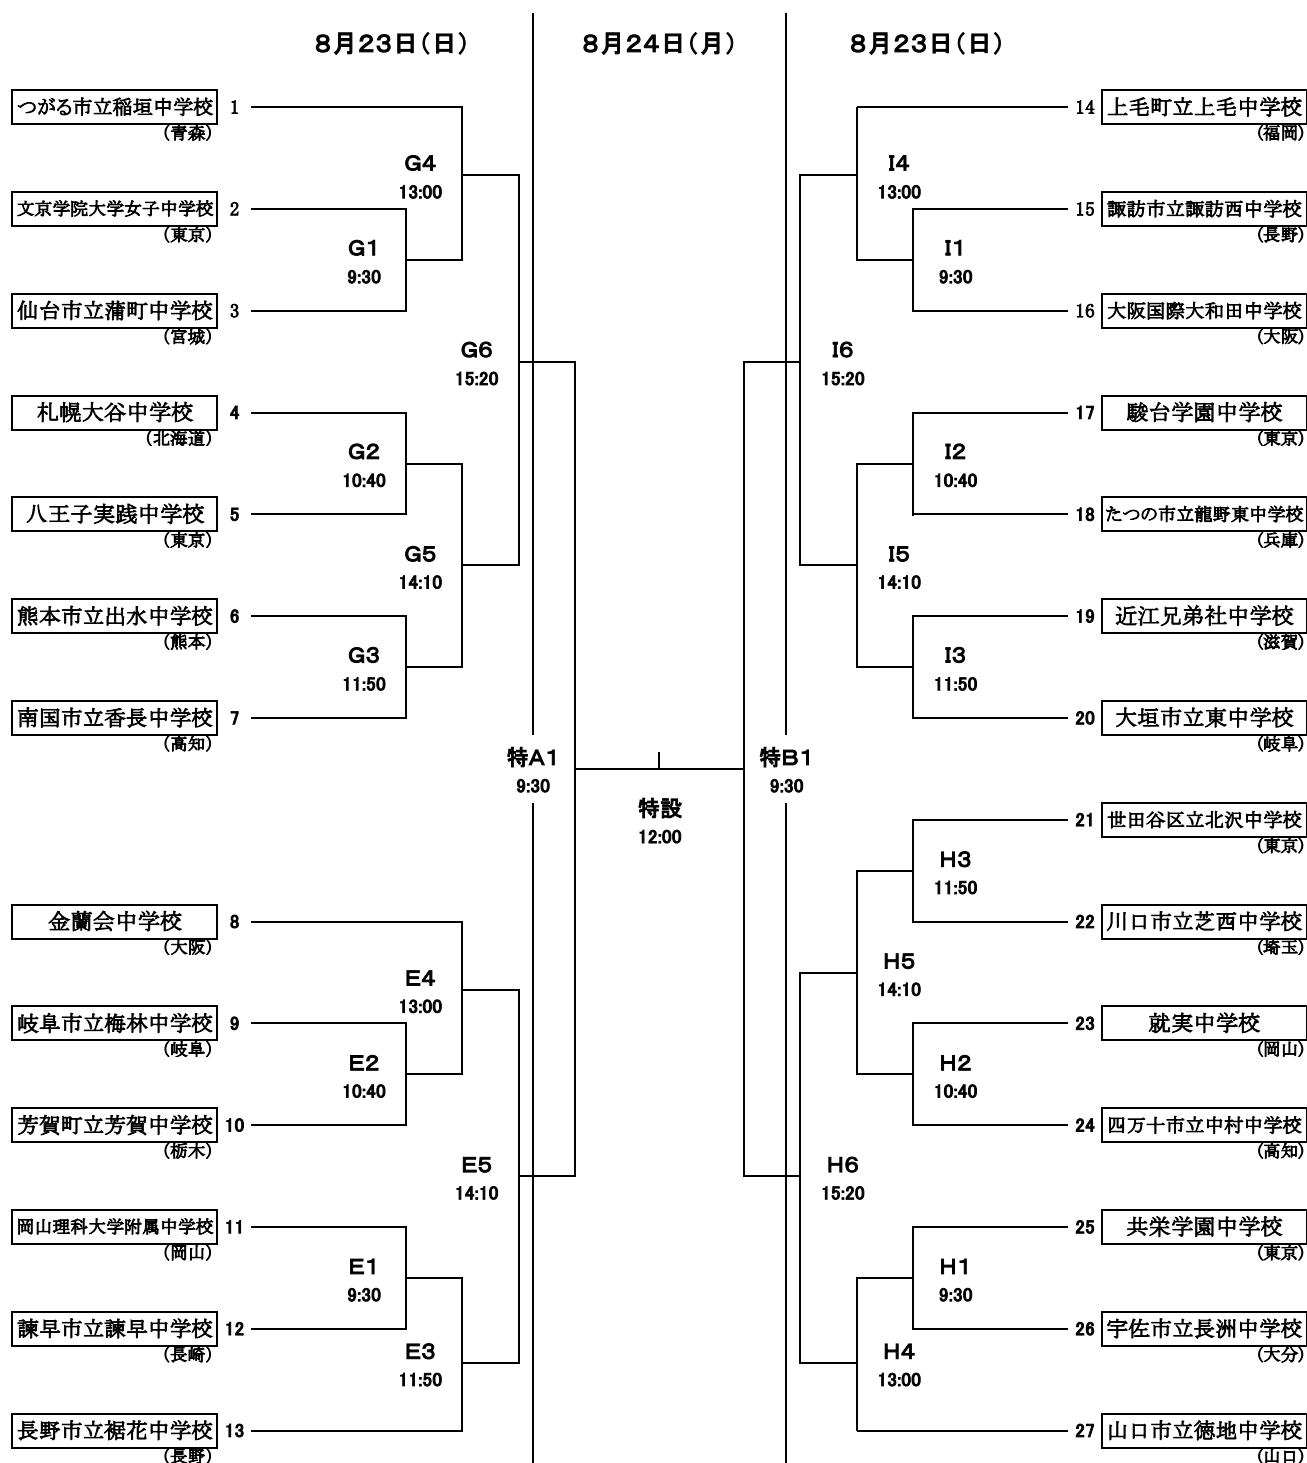 8月23日(日)
8月24日(月)
8月23日(日)
つがる市立稲垣中学校 1
(青森)
G4
13:00
文京学院大学女子中学校 2
(東京)
G1
9:30
仙台市立蒲町中学校 3
(宮城)
G6
15:20
札幌大谷中学校 4
(北海道)
G2
10:40
八王子実践中学校 5
(東京)
G5
14:10
熊本市立出水中学校 6
(熊本)
G3
11:50
南国市立香長中学校 7
(高知)
特A1
9:30
金蘭会中学校 8
(大阪)
E4
13:00
岐阜市立梅林中学校 9
(岐阜)
E2
10:40
芳賀町立芳賀中学校 10
(栃木)
E5
14:10
岡山理科大学附属中学校 11
(岡山)
E1
9:30
諫早市立諫早中学校 12
(長崎)
E3
11:50
長野市立裾花中学校 13
(長野)
特設
12:00
14 上毛町立上毛中学校
(福岡)
I4
13:00
15 諏訪市立諏訪西中学校
(長野)
I1
9:30
16 大阪国際大和田中学校
(大阪)
I6
15:20
17 駿台学園中学校
(東京)
I2
10:40
18 たつの市立龍野東中学校
(兵庫)
I5
14:10
19 近江兄弟社中学校
(滋賀)
I3
11:50
20 大垣市立東中学校
(岐阜)
特B1
9:30
21 世田谷区立北沢中学校
(東京)
H3
11:50
22 川口市立芝西中学校
(埼玉)
H5
14:10
23 就実中学校
(岡山)
H2
10:40
24 四万十市立中村中学校
(高知)
H6
15:20
25 共栄学園中学校
(東京)
H1
9:30
26 宇佐市立長洲中学校
(大分)
H4
13:00
27 山口市立徳地中学校
(山口)